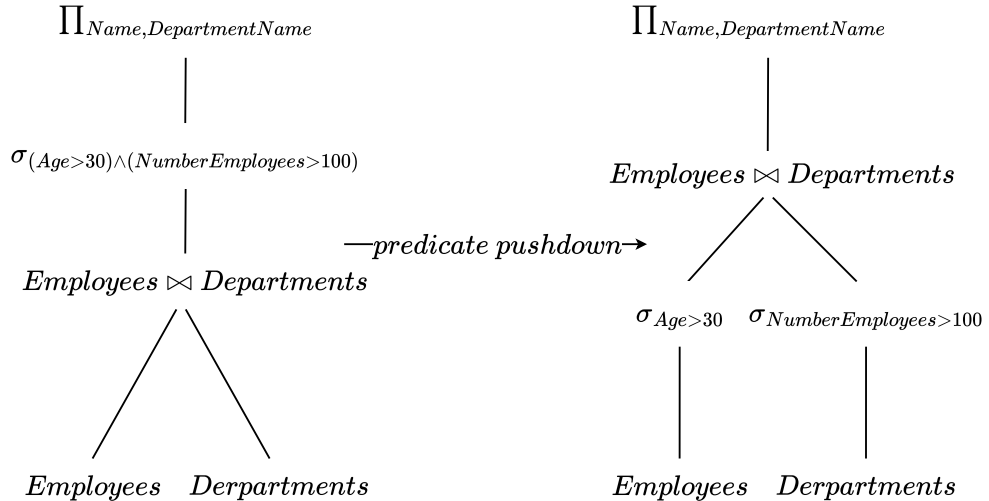 ∏Name,DepartmentName
σ(Age>30)∧(NumberEmployees>100)
Employees ⋈ Departments
Employees Derpartments
predicate pushdown
∏Name,DepartmentName
Employees ⋈ Departments
σAge>30 σNumberEmployees>100
Employees Derpartments